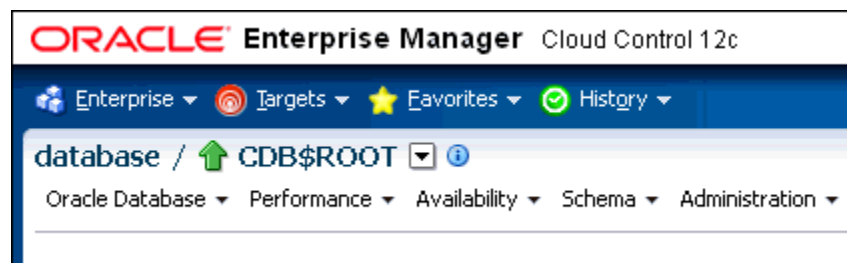 ORACLE Enterprise Manager Cloud Control 12c
Enterprise Targets Favorites History
database / CDB$ROOT
Oracle Database Performance Availability Schema Administration